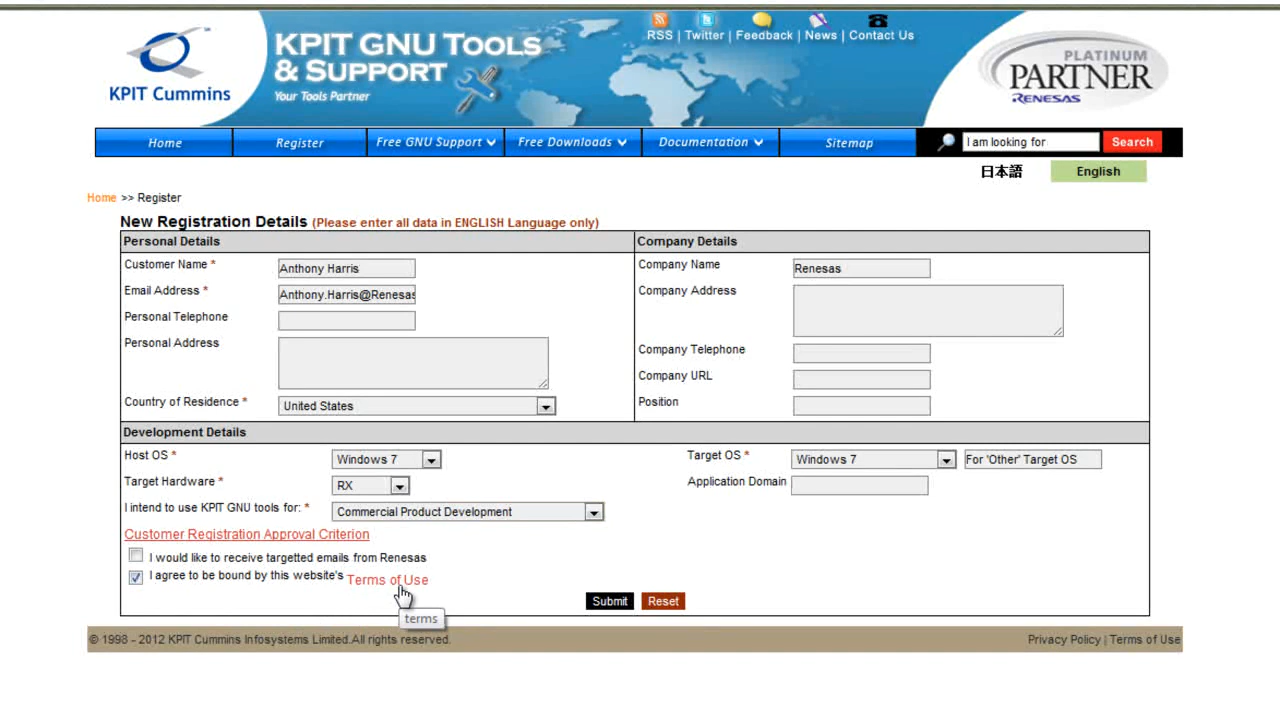 RSS | Twitter | Feedback | News | Contact Us
KPIT Cummins
KPIT GNU TOOLS
& SUPPORT
Your Tools Partner
PLATINUM
PARTNER
RENESAS
Home Register Free GNU Support Free Downloads Documentation Sitemap I am looking for Search
日本語 English
Home >> Register
New Registration Details (Please enter all data in ENGLISH Language only)
Personal Details Company Details
Customer Name * Anthony Harris Company Name Renesas
Email Address * Anthony.Harris@Renesas Company Address
Personal Telephone
Personal Address
Company Telephone
Company URL
Country of Residence * United States Position
Development Details
Host OS * Windows 7 Target OS * Windows 7 For 'Other' Target OS
Target Hardware * RX Application Domain
I intend to use KPIT GNU tools for: * Commercial Product Development
Customer Registration Approval Criterion
I would like to receive targetted emails from Renesas
I agree to be bound by this website's Terms of Use
Submit Reset
terms
© 1998 - 2012 KPIT Cummins Infosystems Limited.All rights reserved. Privacy Policy | Terms of Use